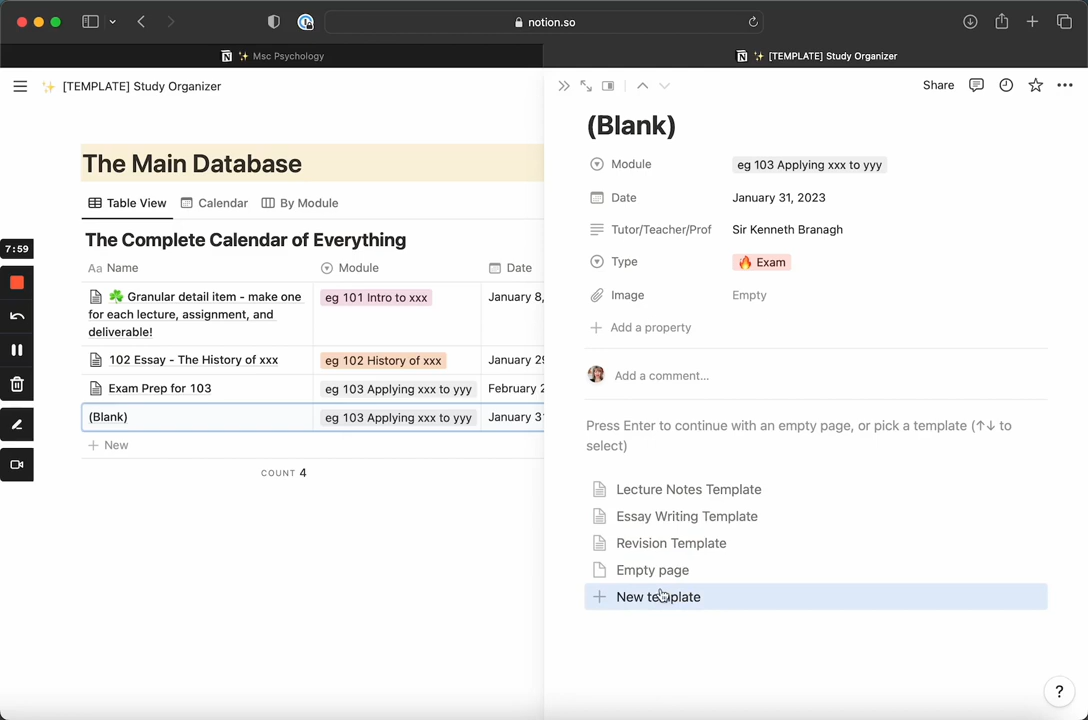 notion.so
✨ Msc Psychology
✨ [TEMPLATE] Study Organizer
✨ [TEMPLATE] Study Organizer
Share
The Main Database
Table View
Calendar
By Module
The Complete Calendar of Everything
Aa Name
Module
Date
🍀 Granular detail item - make one
for each lecture, assignment, and
deliverable!
eg 101 Intro to xxx
January 8,
102 Essay - The History of xxx
eg 102 History of xxx
January 29
Exam Prep for 103
eg 103 Applying xxx to yyy
February 2
(Blank)
eg 103 Applying xxx to yyy
January 31
+ New
COUNT 4
7:59
(Blank)
Module
eg 103 Applying xxx to yyy
Date
January 31, 2023
Tutor/Teacher/Prof
Sir Kenneth Branagh
Type
🔥 Exam
Image
Empty
+ Add a property
Add a comment…
Press Enter to continue with an empty page, or pick a template (↑↓ to
select)
Lecture Notes Template
Essay Writing Template
Revision Template
Empty page
+ New template
?